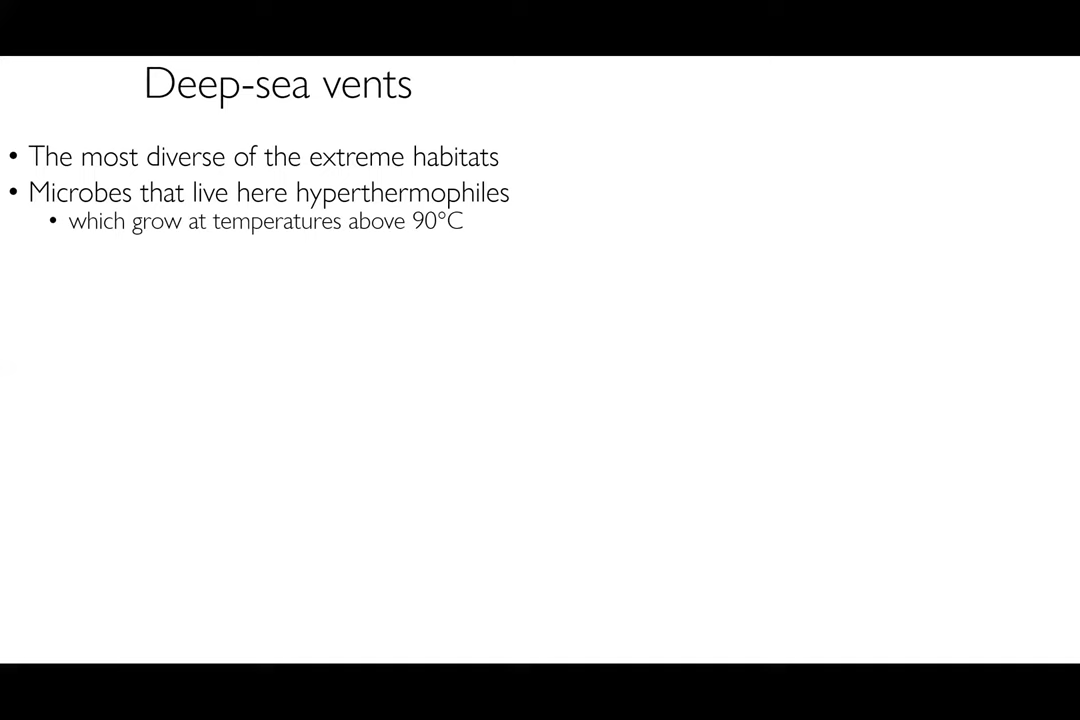 Deep-sea vents
• The most diverse of the extreme habitats
• Microbes that live here hyperthermophiles
• which grow at temperatures above 90°C